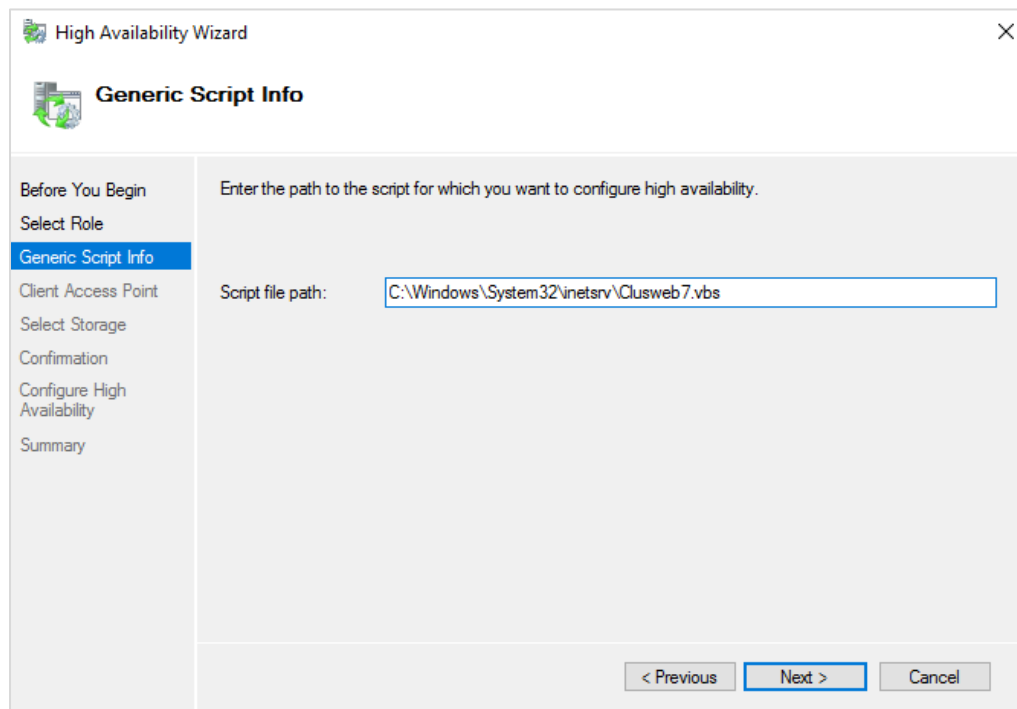 High Availability Wizard
Generic Script Info
Before You Begin
Select Role
Generic Script Info
Client Access Point
Select Storage
Confirmation
Configure High
Availability
Summary
Enter the path to the script for which you want to configure high availability.
Script file path:
C:\Windows\System32\inetsrv\Clusweb7.vbs
< Previous
Next >
Cancel